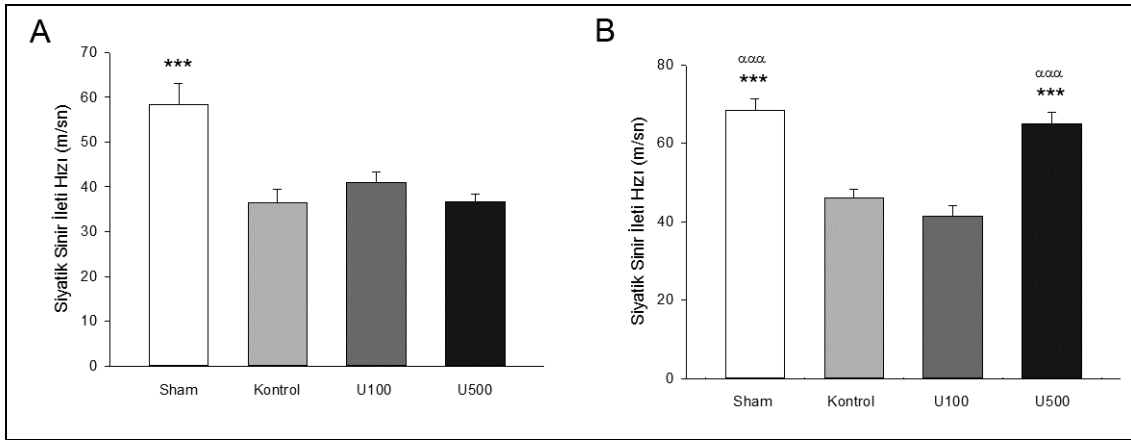 A
Siyatik Sinir İleti Hızı (m/sn)
70
60
50
40
30
20
10
0
***
Sham
Kontrol
U100
U500
B
Siyatik Sinir İleti Hızı (m/sn)
80
60
40
20
0
ααα
***
ααα
***
Sham
Kontrol
U100
U500